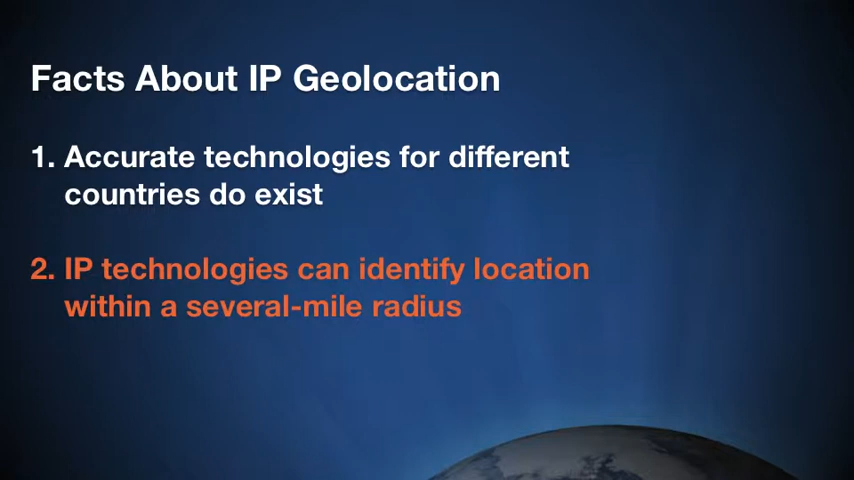 Facts About IP Geolocation
1. Accurate technologies for different
countries do exist
2. IP technologies can identify location
within a several-mile radius